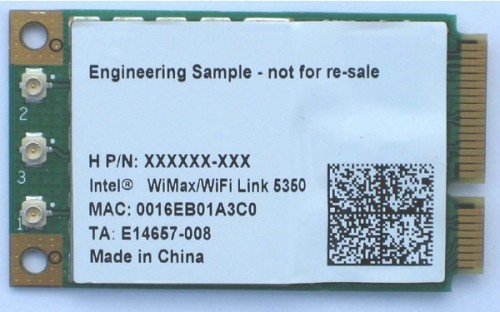 Engineering Sample - not for re-sale
H P/N: XXXXXX-XXX
Intel® WiMax/WiFi Link 5350
MAC: 0016EB01A3C0
TA: E14657-008
Made in China
2
3
1